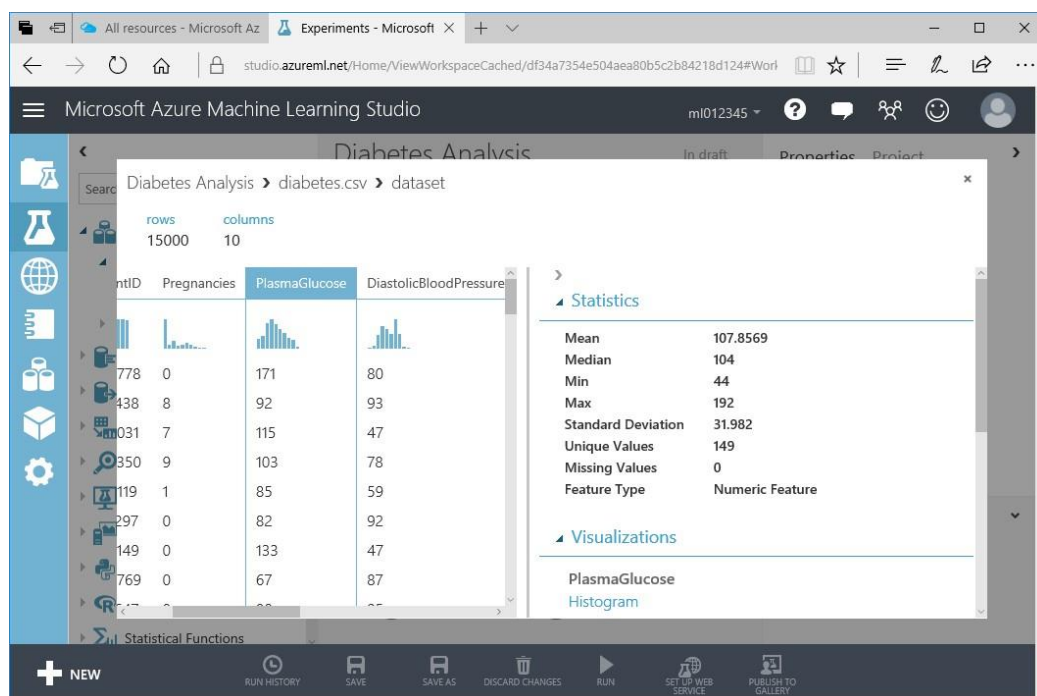 All resources - Microsoft Az
Experiments - Microsoft
studio.azureml.net/Home/ViewWorkspaceCached/df34a7354e504aea80b5c2b84218d124#Work
Microsoft Azure Machine Learning Studio
ml012345
Diabetes Analysis
In draft
Properties Project
Searc
Diabetes Analysis > diabetes.csv > dataset
rows columns
15000 10
ntID Pregnancies PlasmaGlucose DiastolicBloodPressure
778 0 171 80
438 8 92 93
031 7 115 47
350 9 103 78
119 1 85 59
297 0 82 92
149 0 133 47
769 0 67 87
Statistics
Mean 107.8569
Median 104
Min 44
Max 192
Standard Deviation 31.982
Unique Values 149
Missing Values 0
Feature Type Numeric Feature
Visualizations
PlasmaGlucose
Histogram
Statistical Functions
NEW
RUN HISTORY
SAVE
SAVE AS
DISCARD CHANGES
RUN
SET UP WEB
SERVICE
PUBLISH TO
GALLERY